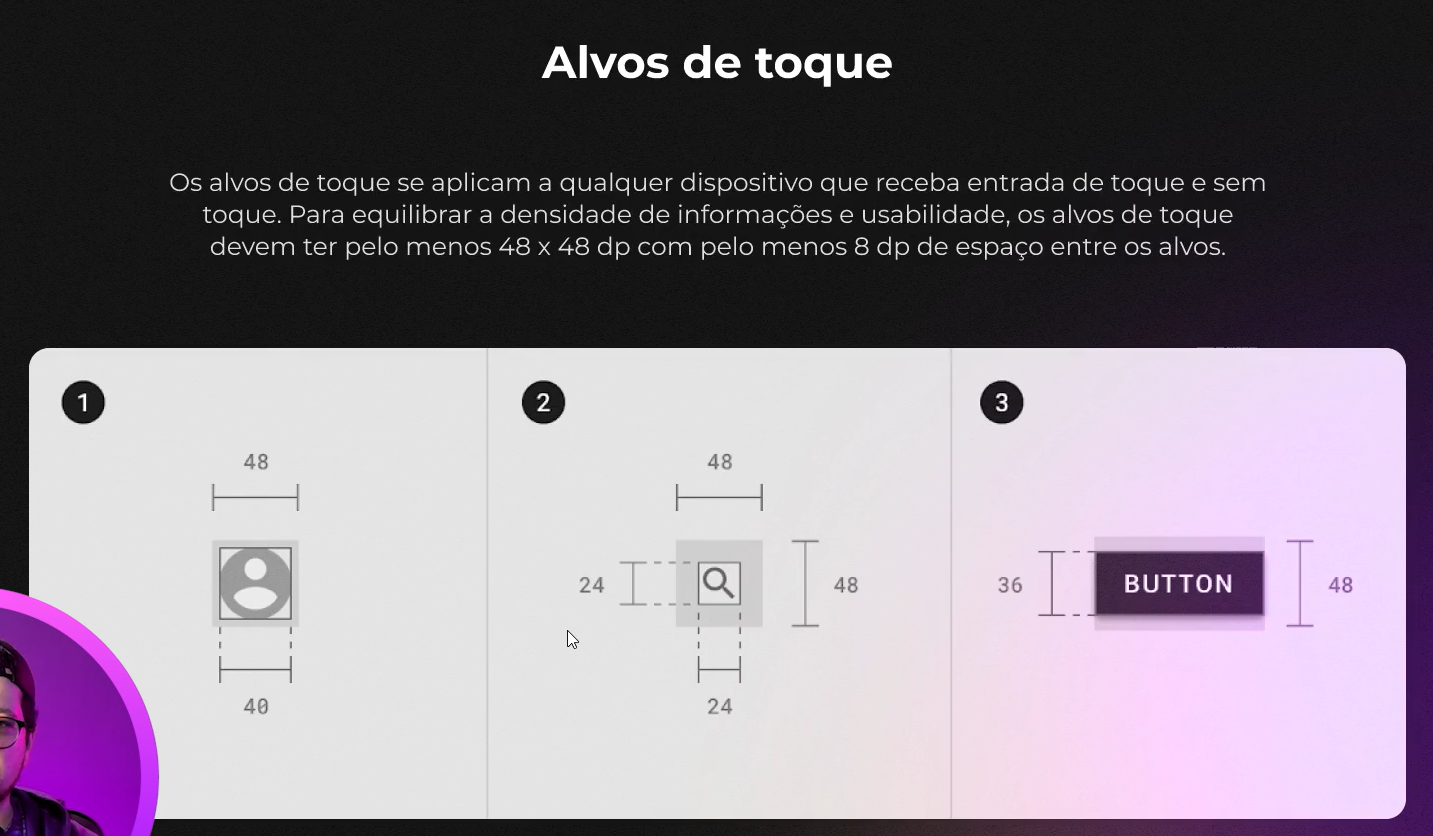 Alvos de toque
Os alvos de toque se aplicam a qualquer dispositivo que receba entrada de toque e sem
toque. Para equilibrar a densidade de informações e usabilidade, os alvos de toque
devem ter pelo menos 48 x 48 dp com pelo menos 8 dp de espaço entre os alvos.
1
48
40
2
48
24
48
24
3
36
BUTTON
48